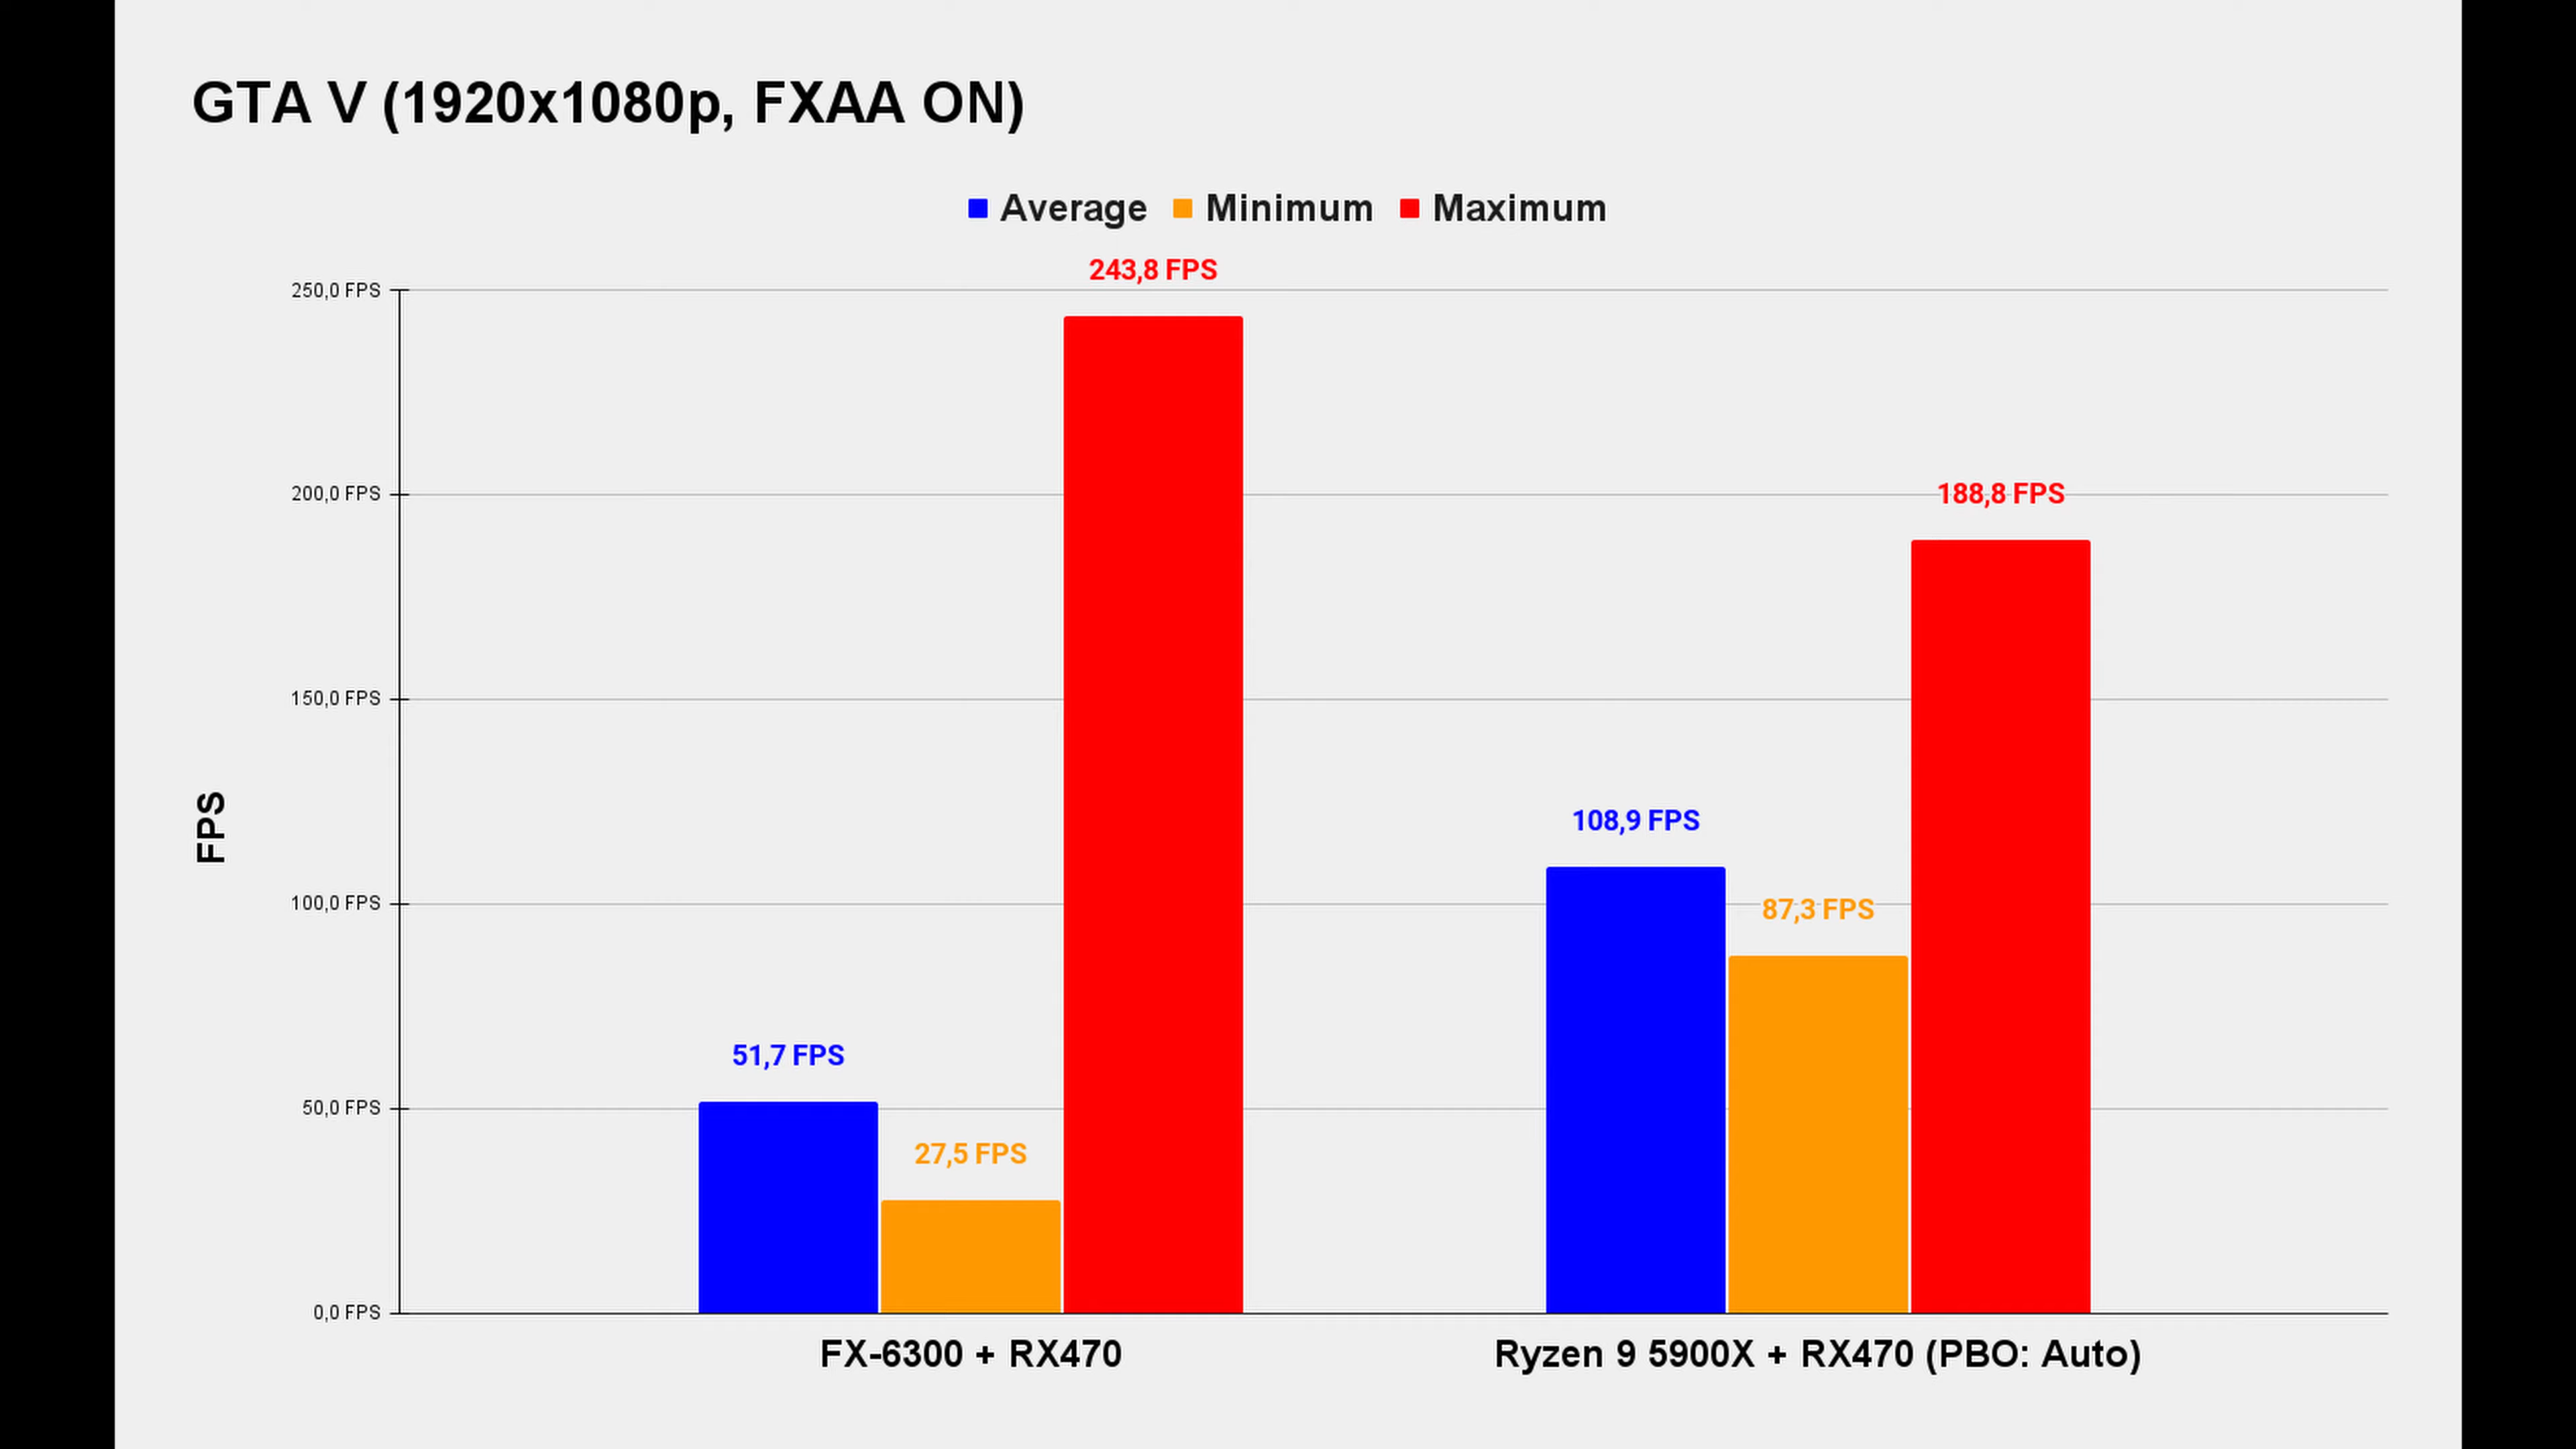 GTA V (1920x1080p, FXAA ON)
Average Minimum Maximum
243,8 FPS
250,0 FPS
200,0 FPS
188,8 FPS
150,0 FPS
108,9 FPS
FPS
100,0 FPS
87,3 FPS
51,7 FPS
50,0 FPS
27,5 FPS
0,0 FPS
FX-6300 + RX470
Ryzen 9 5900X + RX470 (PBO: Auto)